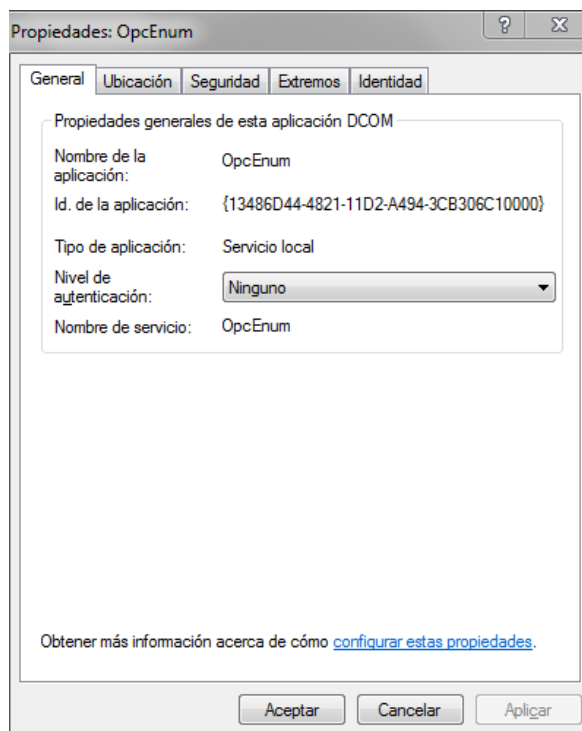 Propiedades: OpcEnum
General Ubicación Seguridad Extremos Identidad
Propiedades generales de esta aplicación DCOM
Nombre de la
aplicación:
OpcEnum
Id. de la aplicación: {13486D44-4821-11D2-A494-3CB306C10000}
Tipo de aplicación: Servicio local
Nivel de
autenticación:
Ninguno
Nombre de servicio: OpcEnum
Obtener más información acerca de cómo configurar estas propiedades.
Aceptar Cancelar Aplicar